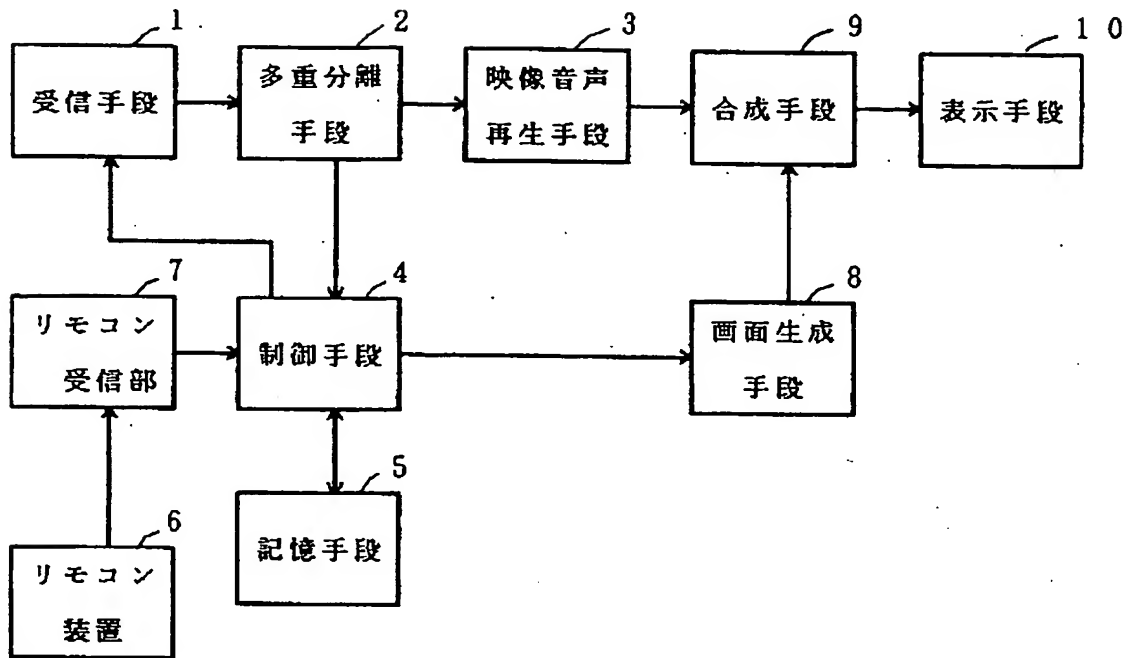 1
受信手段
2
多重分離
手段
3
映像音声
再生手段
9
合成手段
10
表示手段
7
リモコン
受信部
4
制御手段
8
画面生成
手段
5
記憶手段
6
リモコン
装置